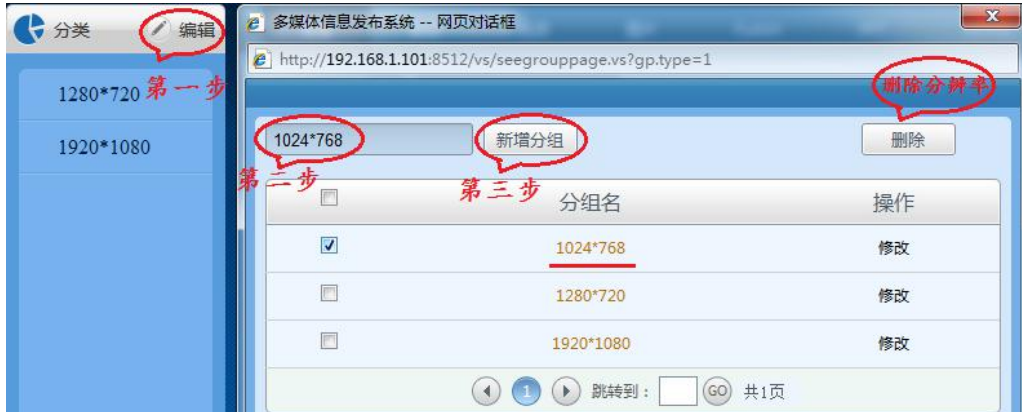 分类
编辑
第一步
1280*720
1920*1080
多媒体信息发布系统 -- 网页对话框
X
http://192.168.1.101:8512/vs/seegrouppage.vs?gp.type=1
删除分辨率
1024*768
新增分组
删除
第二步
第三步
分组名
操作
1024*768
修改
1280*720
修改
1920*1080
修改
1
跳转到:
GO
共1页